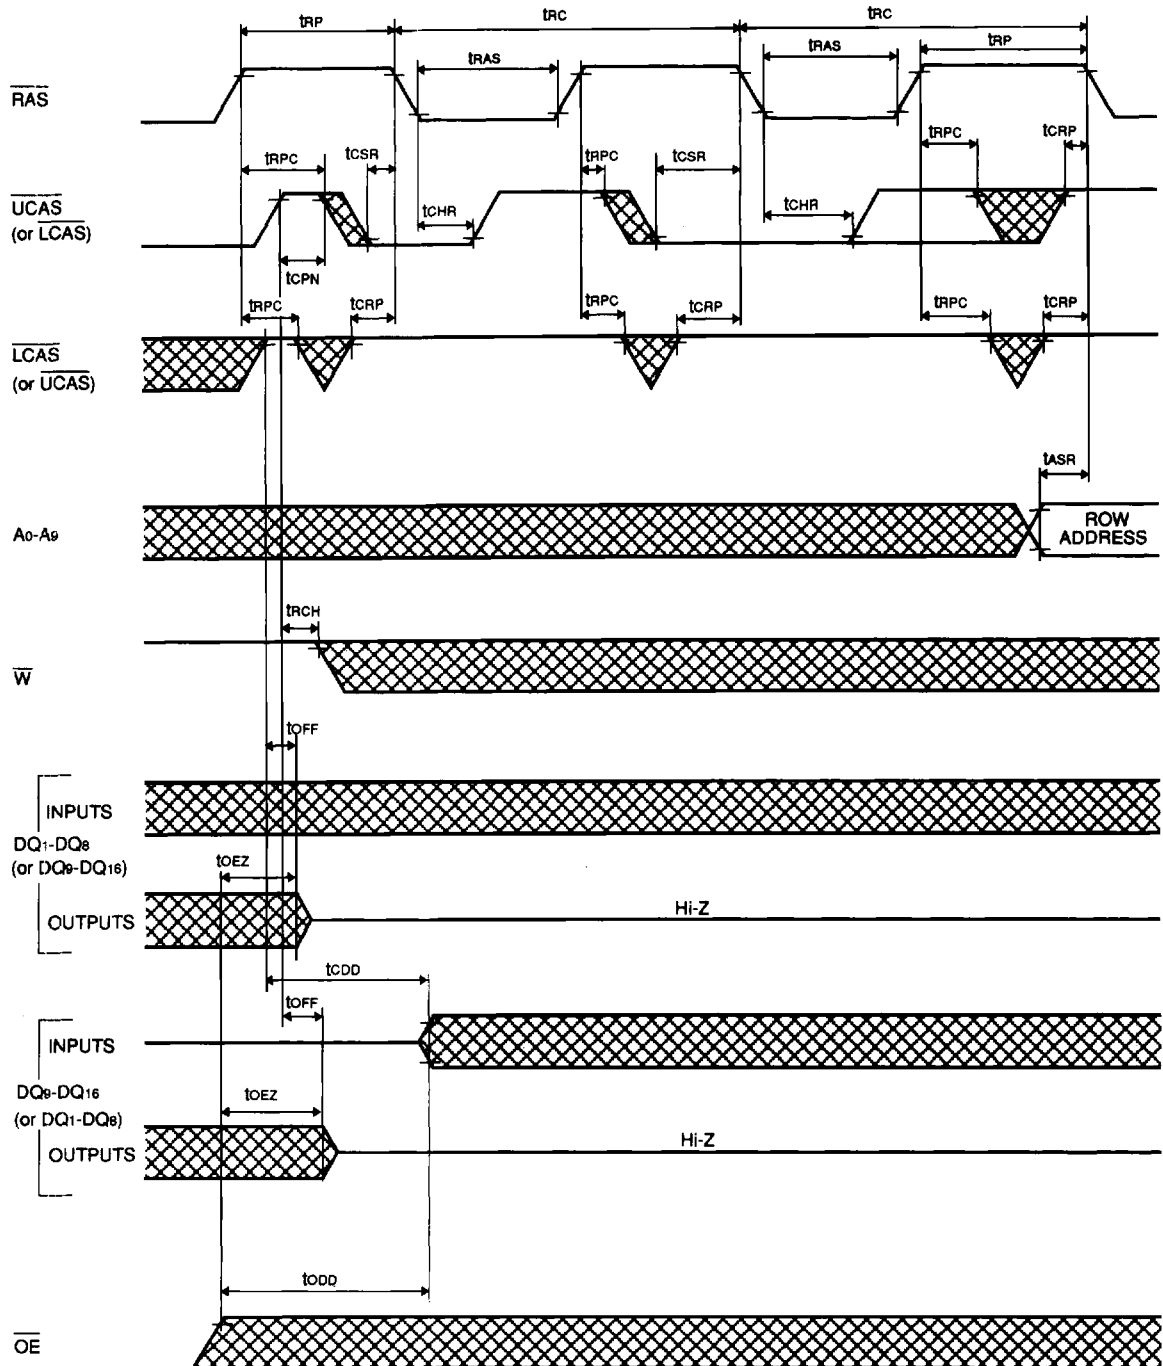 tRP tRC tRC
tRAS tRAS tRP
RAS
tRPC tCSR tRPC tCSR tRPC tCRP
UCAS
(or LCAS)
tCHR tCHR
tCPN
tRPC tCRP tRPC tCRP tRPC tCRP
LCAS
(or UCAS)
tASR
A0-A9
ROW
ADDRESS
tRCH
W
tOFF
INPUTS
DQ1-DQ8
(or DQ9-DQ16)
tOEZ
OUTPUTS
Hi-Z
tCDD
tOFF
INPUTS
DQ9-DQ16
(or DQ1-DQ8)
tOEZ
OUTPUTS
Hi-Z
tODD
OE